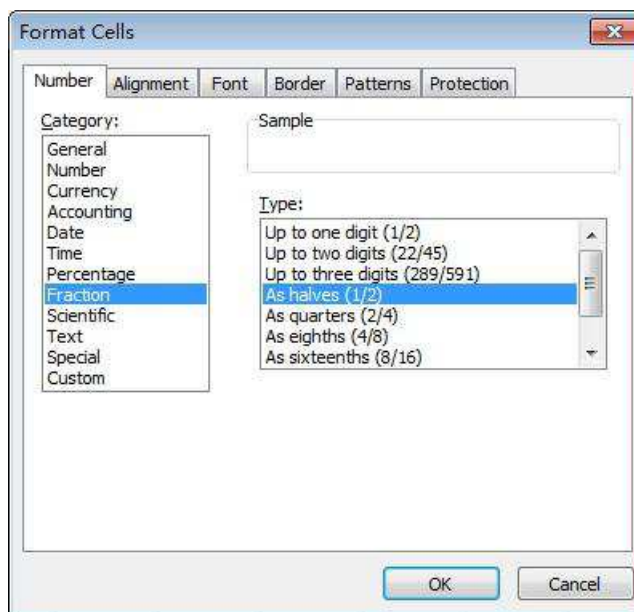 Format Cells
Number Alignment Font Border Patterns Protection
Category:
General
Number
Currency
Accounting
Date
Time
Percentage
Fraction
Scientific
Text
Special
Custom
Sample
Type:
Up to one digit (1/2)
Up to two digits (22/45)
Up to three digits (289/591)
As halves (1/2)
As quarters (2/4)
As eighths (4/8)
As sixteenths (8/16)
OK Cancel